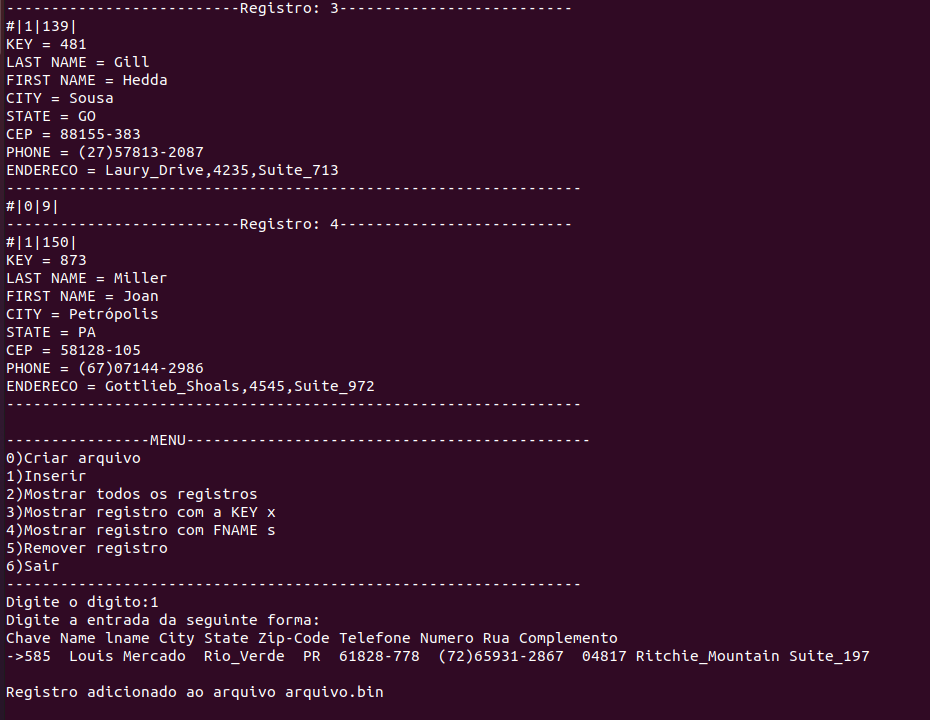 --------------------------Registro: 3--------------------------
#|1|139|
KEY = 481
LAST NAME = Gill
FIRST NAME = Hedda
CITY = Sousa
STATE = GO
CEP = 88155-383
PHONE = (27)57813-2087
ENDERECO = Laury_Drive,4235,Suite_713
----------------------------------------------------------------
#|0|9|
--------------------------Registro: 4--------------------------
#|1|150|
KEY = 873
LAST NAME = Miller
FIRST NAME = Joan
CITY = Petrópolis
STATE = PA
CEP = 58128-105
PHONE = (67)07144-2986
ENDERECO = Gottlieb_Shoals,4545,Suite_972
----------------------------------------------------------------
----------------MENU---------------------------------------------
0)Criar arquivo
1)Inserir
2)Mostrar todos os registros
3)Mostrar registro com a KEY x
4)Mostrar registro com FNAME s
5)Remover registro
6)Sair
----------------------------------------------------------------
Digite o digito:1
Digite a entrada da seguinte forma:
Chave Name lname City State Zip-Code Telefone Numero Rua Complemento
->585  Louis Mercado  Rio_Verde  PR  61828-778  (72)65931-2867  04817 Ritchie_Mountain Suite_197
Registro adicionado ao arquivo arquivo.bin